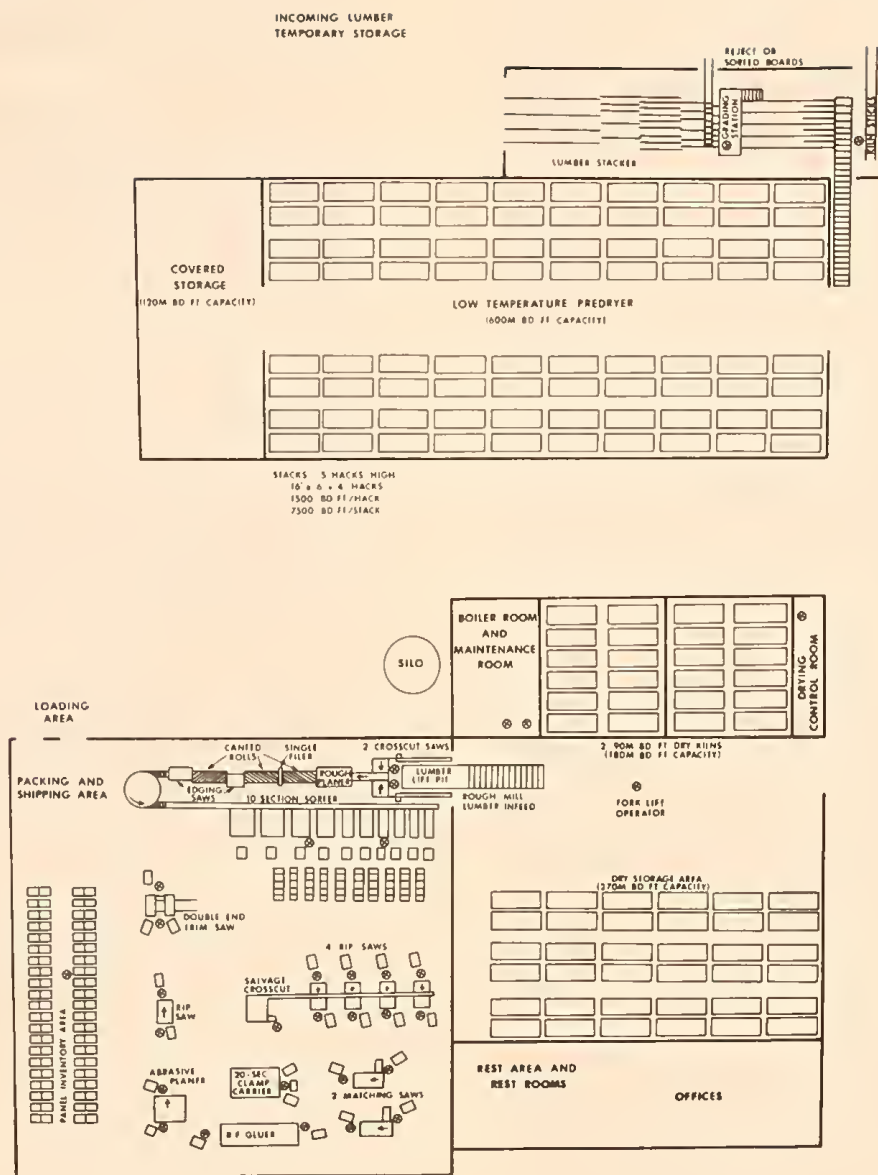 INCOMING LUMBER
TEMPORARY STORAGE
REJECT OR
SORTED BOARDS
GRADING
STATION
KILN STICKS
LUMBER STACKER
COVERED
STORAGE
(120M BD FT CAPACITY)
LOW TEMPERATURE PREDRYER
(600M BD FT CAPACITY)
STACKS 5 HACKS HIGH
16' x 6 x 4 HACKS
1500 BD FT/HACK
7500 BD FT/STACK
BOILER ROOM
AND
MAINTENANCE
ROOM
DRYING
CONTROL ROOM
SILO
LOADING
AREA
2 90M BD FT DRY KILNS
(180M BD FT CAPACITY)
PACKING AND
SHIPPING AREA
CANTED
ROLLS
SINGLE
FILER
2 CROSSCUT SAWS
ROUGH
PLANER
LUMBER
LIFT PIT
EDGING
SAWS
10 SECTION SORTER
ROUGH MILL
LUMBER INFEED
FORK LIFT
OPERATOR
DRY STORAGE AREA
(270M BD FT CAPACITY)
DOUBLE END
TRIM SAW
4 RIP SAWS
SALVAGE
CROSSCUT
RIP
SAW
PANEL INVENTORY AREA
ABRASIVE
PLANER
20-SEC
CLAMP
CARRIER
2 MATCHING SAWS
R F GLUER
REST AREA AND
REST ROOMS
OFFICES